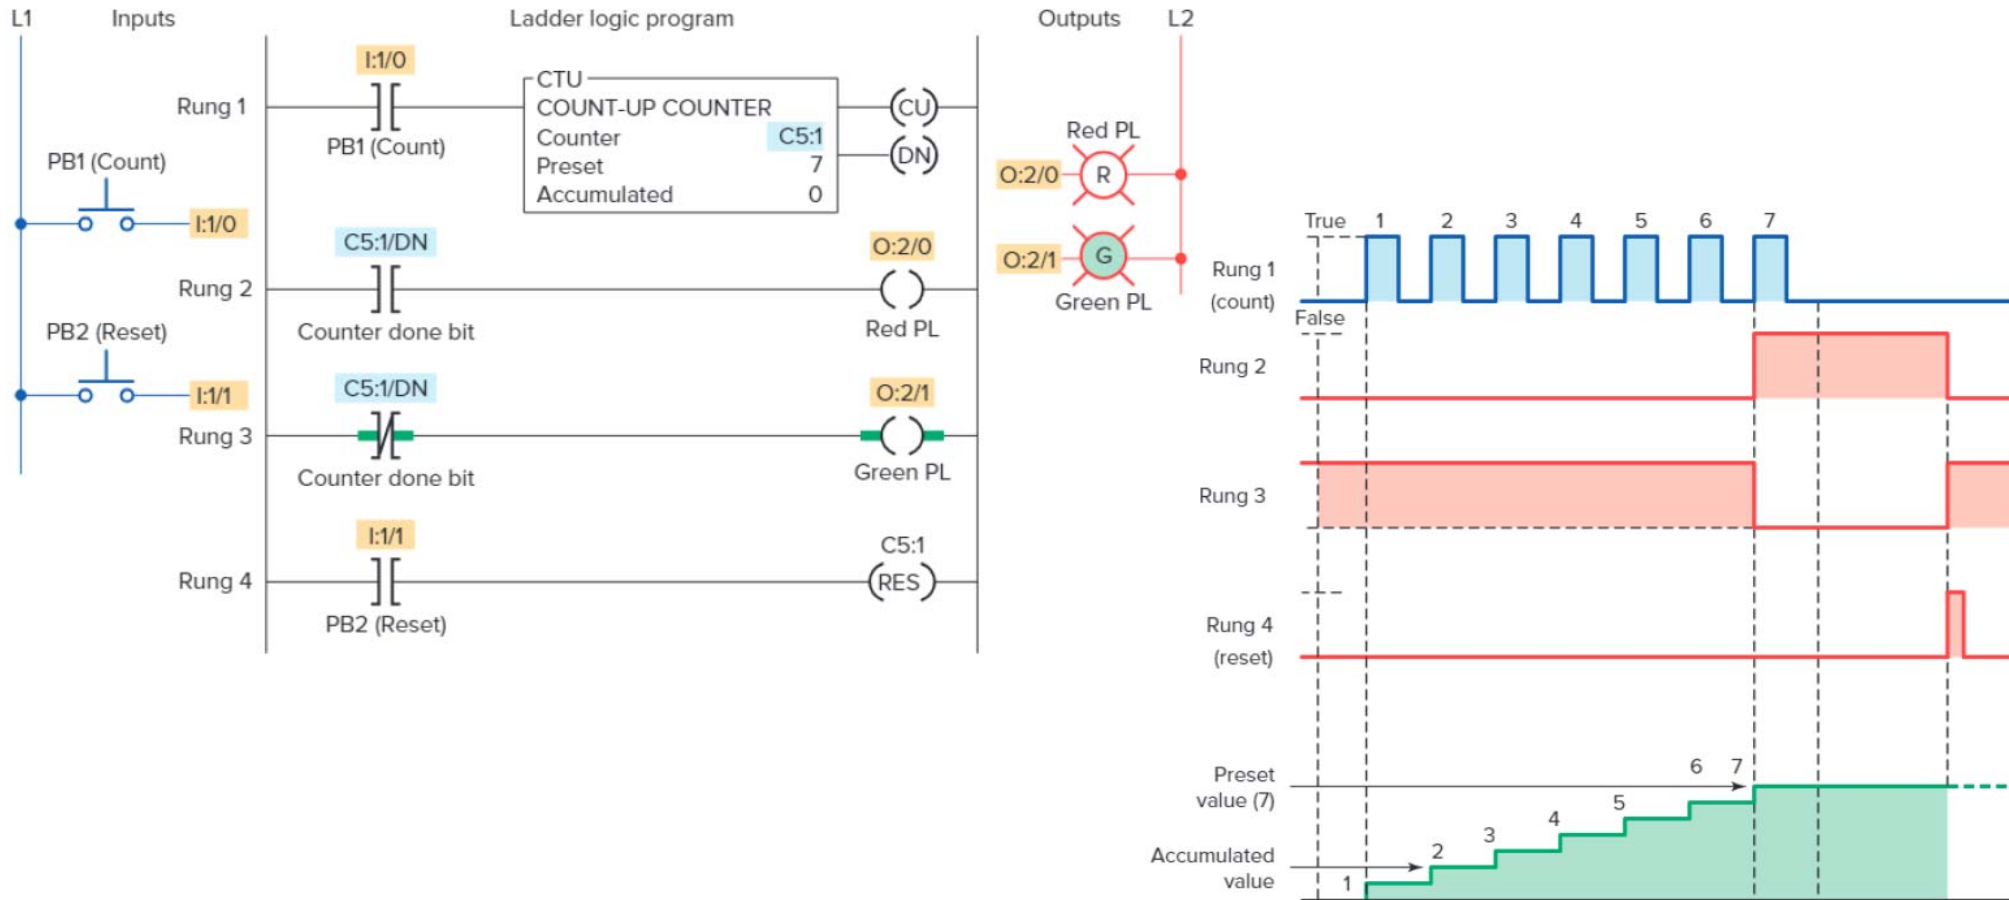 L1 Inputs Ladder logic program Outputs L2
I:1/0
CTU
Rung 1 COUNT-UP COUNTER CU
PB1 (Count) Counter C5:1 DN
Preset 7
Accumulated 0
PB1 (Count)
I:1/0
C5:1/DN O:2/0
Rung 2
Counter done bit Red PL
PB2 (Reset)
I:1/1
C5:1/DN O:2/1
Rung 3
Counter done bit Green PL
I:1/1 C5:1
Rung 4 RES
PB2 (Reset)
Red PL
O:2/0 R
O:2/1 G
Green PL
True 1 2 3 4 5 6 7
Rung 1
(count)
False
Rung 2
Rung 3
Rung 4
(reset)
6 7
Preset
value (7)
5
4
3
2
Accumulated
value
1